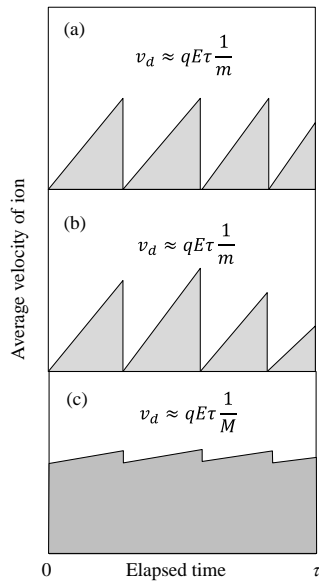 (a)
v_d ≈ qEτ 1/m
(b)
v_d ≈ qEτ 1/m
(c)
v_d ≈ qEτ 1/M
Average velocity of ion
0 Elapsed time τ